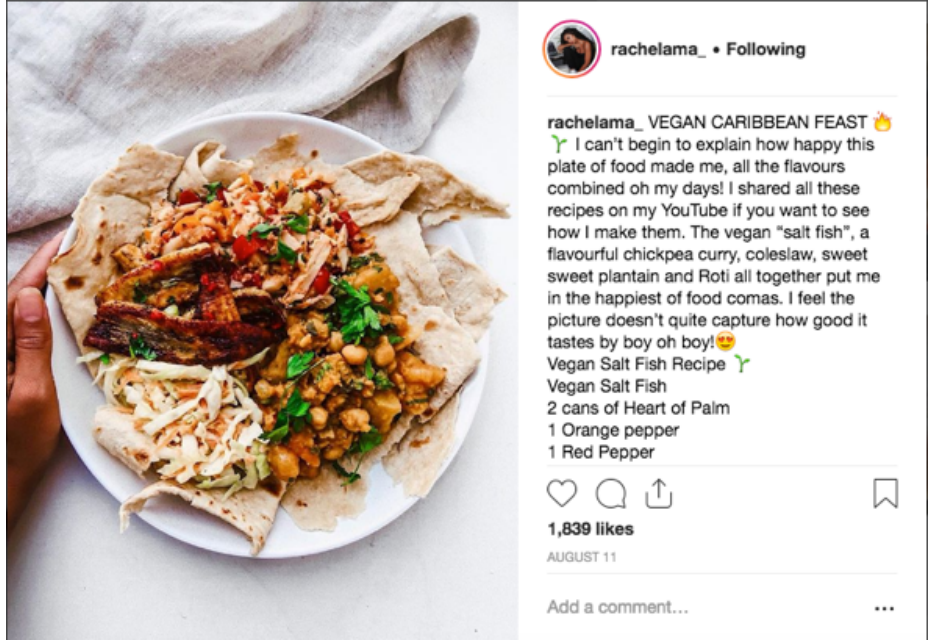 rachelama_ • Following
rachelama_ VEGAN CARIBBEAN FEAST 🔥
🌱 I can't begin to explain how happy this
plate of food made me, all the flavours
combined oh my days! I shared all these
recipes on my YouTube if you want to see
how I make them. The vegan “salt fish”, a
flavourful chickpea curry, coleslaw, sweet
sweet plantain and Roti all together put me
in the happiest of food comas. I feel the
picture doesn't quite capture how good it
tastes by boy oh boy!😍
Vegan Salt Fish Recipe 🌱
Vegan Salt Fish
2 cans of Heart of Palm
1 Orange pepper
1 Red Pepper
1,839 likes
AUGUST 11
Add a comment...